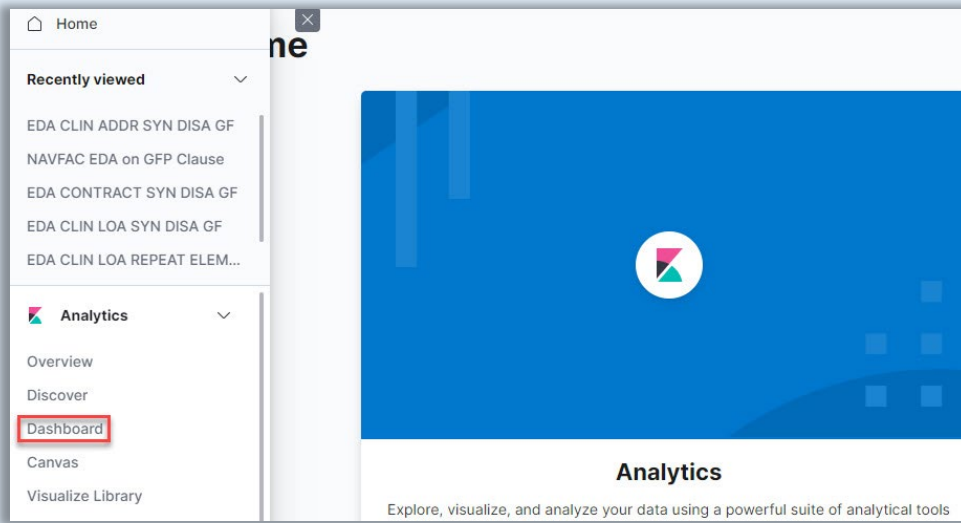 Home
Recently viewed
EDA CLIN ADDR SYN DISA GF
NAVFAC EDA on GFP Clause
EDA CONTRACT SYN DISA GF
EDA CLIN LOA SYN DISA GF
EDA CLIN LOA REPEAT ELEM...
Analytics
Overview
Discover
Dashboard
Canvas
Visualize Library
me
Analytics
Explore, visualize, and analyze your data using a powerful suite of analytical tools